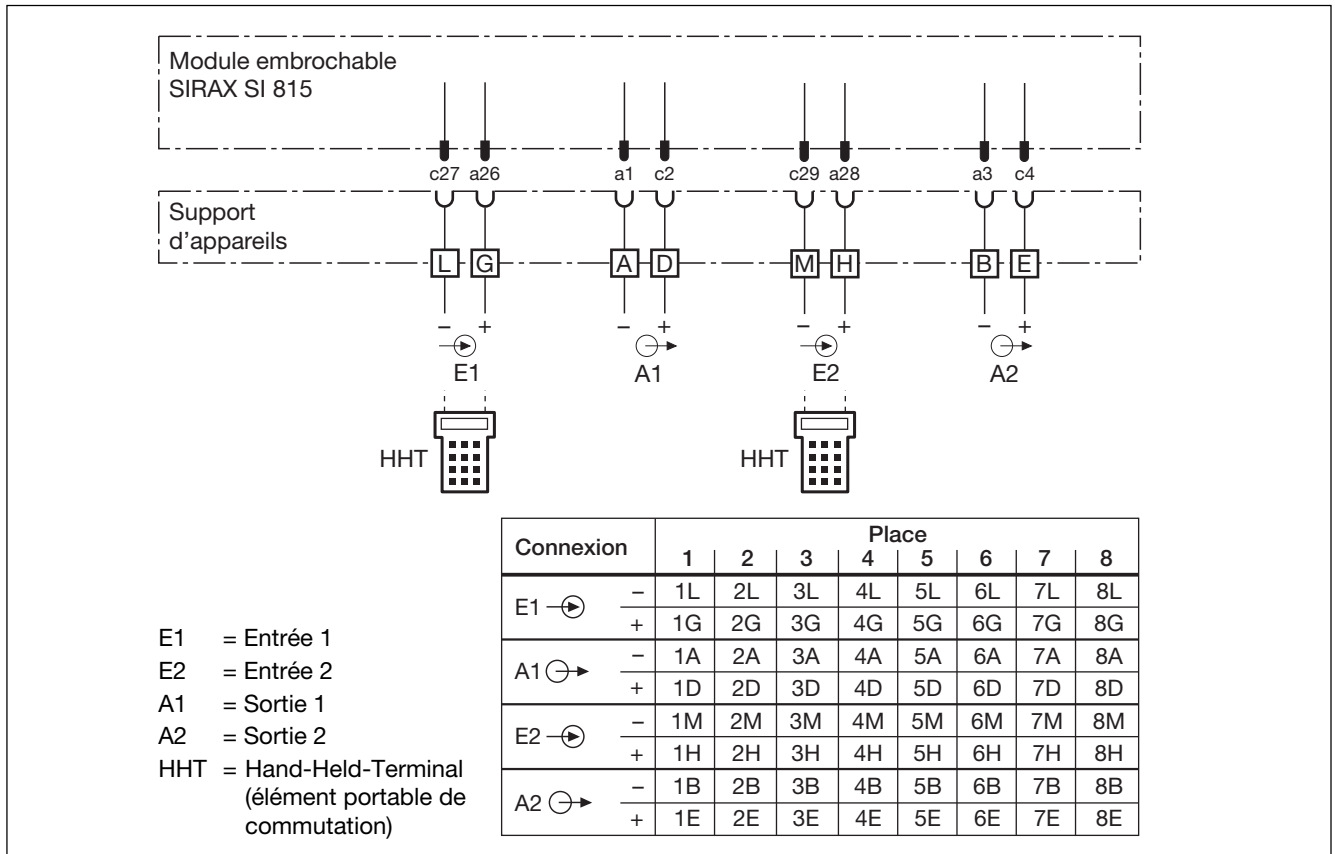 Module embrochable
SIRAX SI 815
c27 a26 a1 c2 c29 a28 a3 c4
Support
d'appareils
L G A D M H B E
– + – + – + – +
E1 A1 E2 A2
HHT HHT
E1 = Entrée 1
E2 = Entrée 2
A1 = Sortie 1
A2 = Sortie 2
HHT = Hand-Held-Terminal
(élément portable de
commutation)
Connexion Place
1 2 3 4 5 6 7 8
E1 – 1L 2L 3L 4L 5L 6L 7L 8L
+ 1G 2G 3G 4G 5G 6G 7G 8G
A1 – 1A 2A 3A 4A 5A 6A 7A 8A
+ 1D 2D 3D 4D 5D 6D 7D 8D
E2 – 1M 2M 3M 4M 5M 6M 7M 8M
+ 1H 2H 3H 4H 5H 6H 7H 8H
A2 – 1B 2B 3B 4B 5B 6B 7B 8B
+ 1E 2E 3E 4E 5E 6E 7E 8E